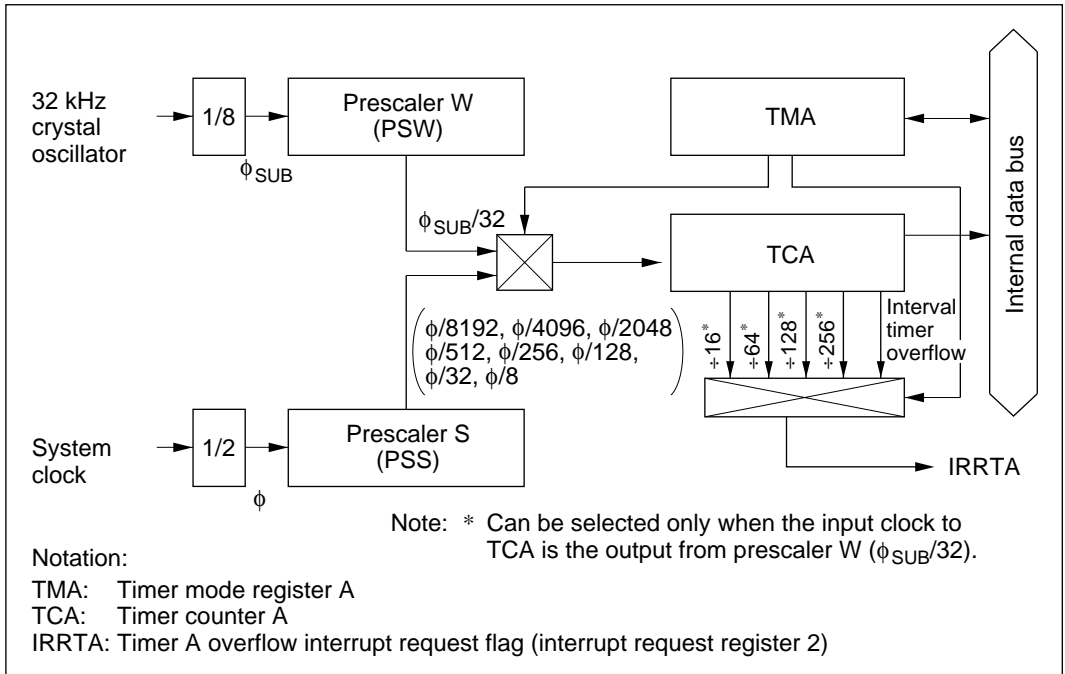 32 kHz
crystal
oscillator
1/8
ϕSUB
Prescaler W
(PSW)
TMA
Internal data bus
ϕSUB/32
TCA
ϕ/8192, ϕ/4096, ϕ/2048
ϕ/512, ϕ/256, ϕ/128,
ϕ/32, ϕ/8
÷16*
÷64*
÷128*
÷256*
Interval
timer
overflow
System
clock
1/2
ϕ
Prescaler S
(PSS)
IRRTA
Note: * Can be selected only when the input clock to
TCA is the output from prescaler W (ϕSUB/32).
Notation:
TMA: Timer mode register A
TCA: Timer counter A
IRRTA: Timer A overflow interrupt request flag (interrupt request register 2)